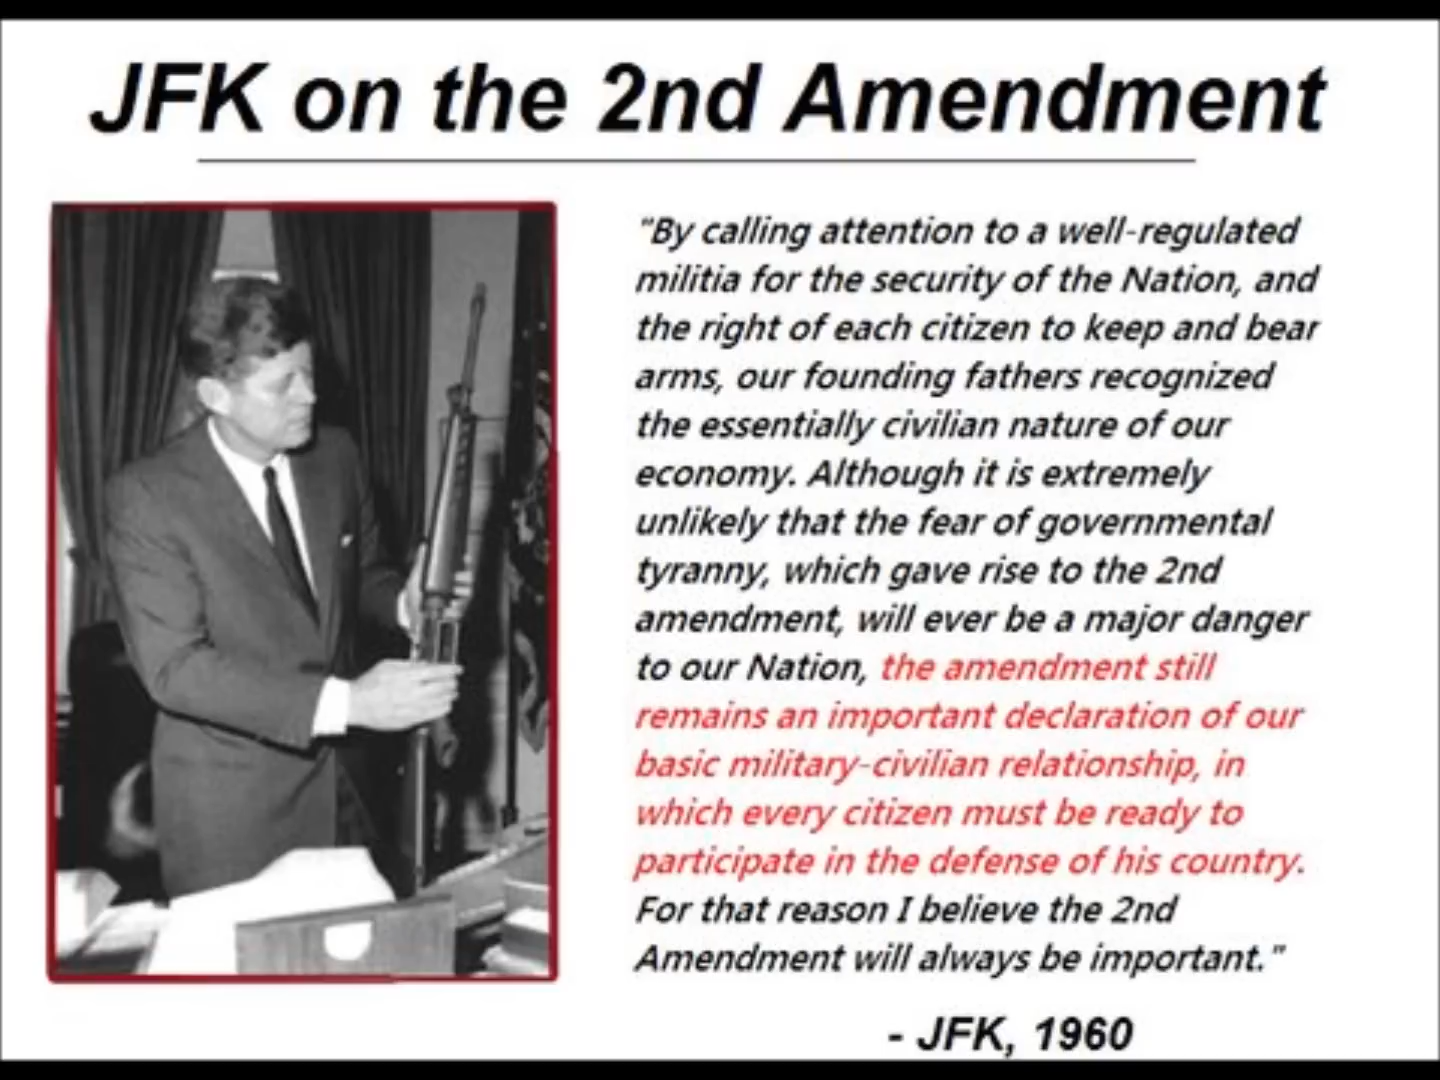 JFK on the 2nd Amendment
"By calling attention to a well-regulated
militia for the security of the Nation, and
the right of each citizen to keep and bear
arms, our founding fathers recognized
the essentially civilian nature of our
economy. Although it is extremely
unlikely that the fear of governmental
tyranny, which gave rise to the 2nd
amendment, will ever be a major danger
to our Nation, the amendment still
remains an important declaration of our
basic military-civilian relationship, in
which every citizen must be ready to
participate in the defense of his country.
For that reason I believe the 2nd
Amendment will always be important."
- JFK, 1960